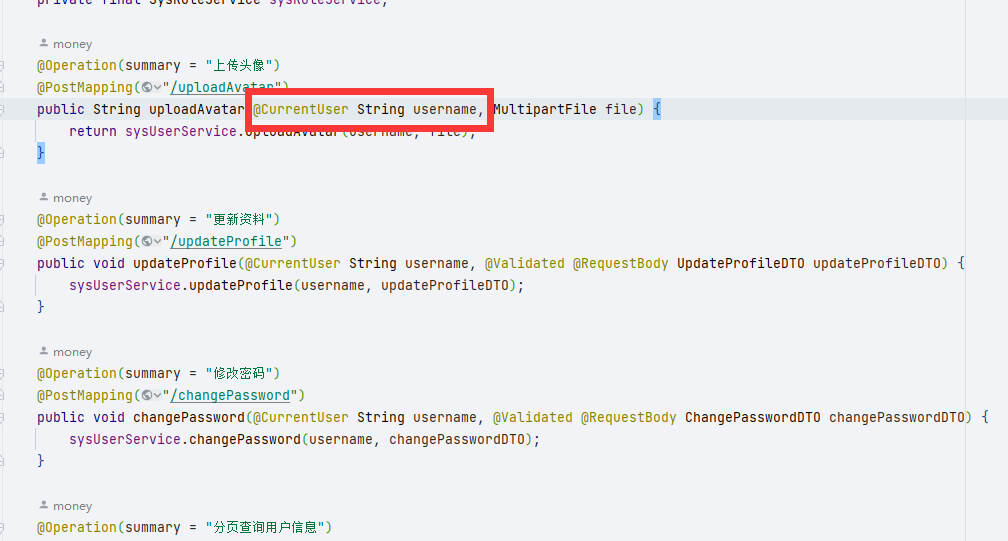 private final SysRoleService sysRoleService;
money
@Operation(summary = "上传头像")
@PostMapping("/uploadAvatar")
public String uploadAvatar(@CurrentUser String username, MultipartFile file) {
return sysUserService.uploadAvatar(username, file);
}
money
@Operation(summary = "更新资料")
@PostMapping("/updateProfile")
public void updateProfile(@CurrentUser String username, @Validated @RequestBody UpdateProfileDTO updateProfileDTO) {
sysUserService.updateProfile(username, updateProfileDTO);
}
money
@Operation(summary = "修改密码")
@PostMapping("/changePassword")
public void changePassword(@CurrentUser String username, @Validated @RequestBody ChangePasswordDTO changePasswordDTO) {
sysUserService.changePassword(username, changePasswordDTO);
}
money
@Operation(summary = "分页查询用户信息")